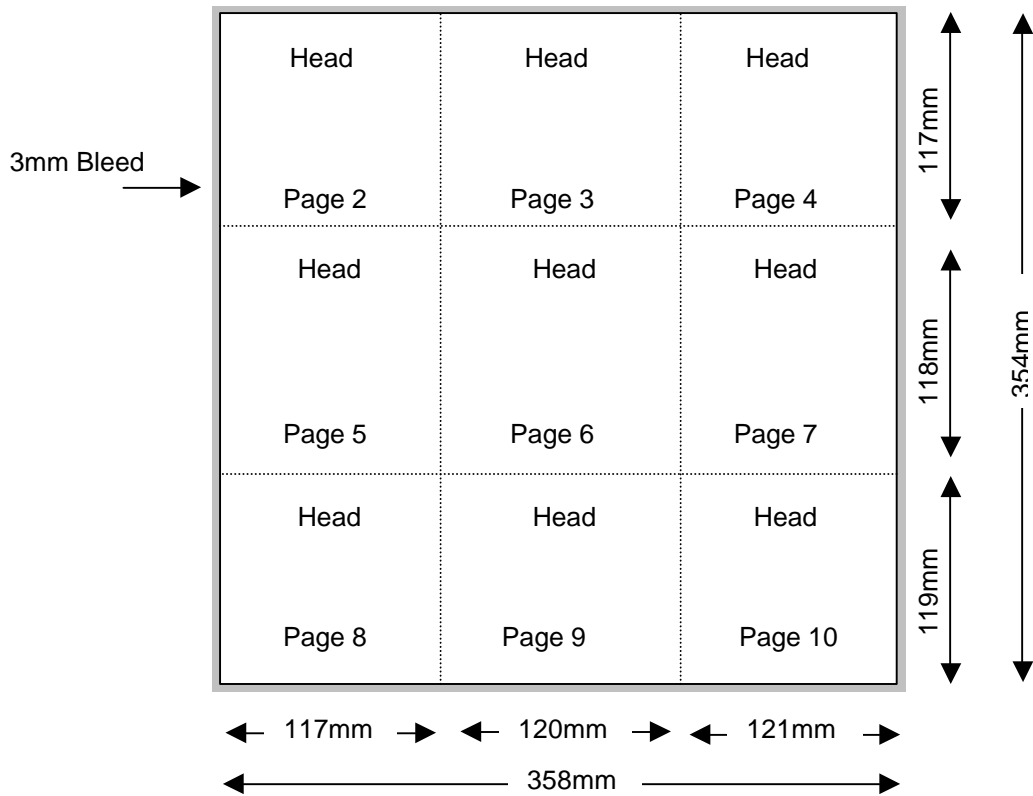 Head Head Head
117mm
3mm Bleed
Page 2 Page 3 Page 4
Head Head Head
118mm
354mm
Page 5 Page 6 Page 7
Head Head Head
119mm
Page 8 Page 9 Page 10
117mm 120mm 121mm
358mm